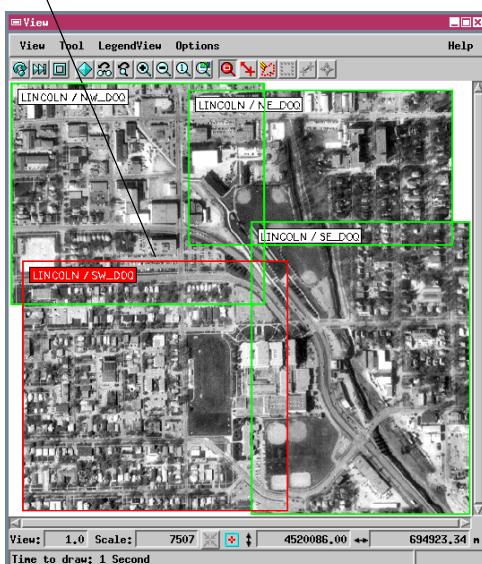 View
View Tool LegendView Options Help
LINCOLN / NW_DOQ
LINCOLN / NE_DOQ
LINCOLN / SE_DOQ
LINCOLN / SW_DOQ
View: 1.0 Scale: 7507 4520086.00 694923.34 m
Time to draw: 1 Second